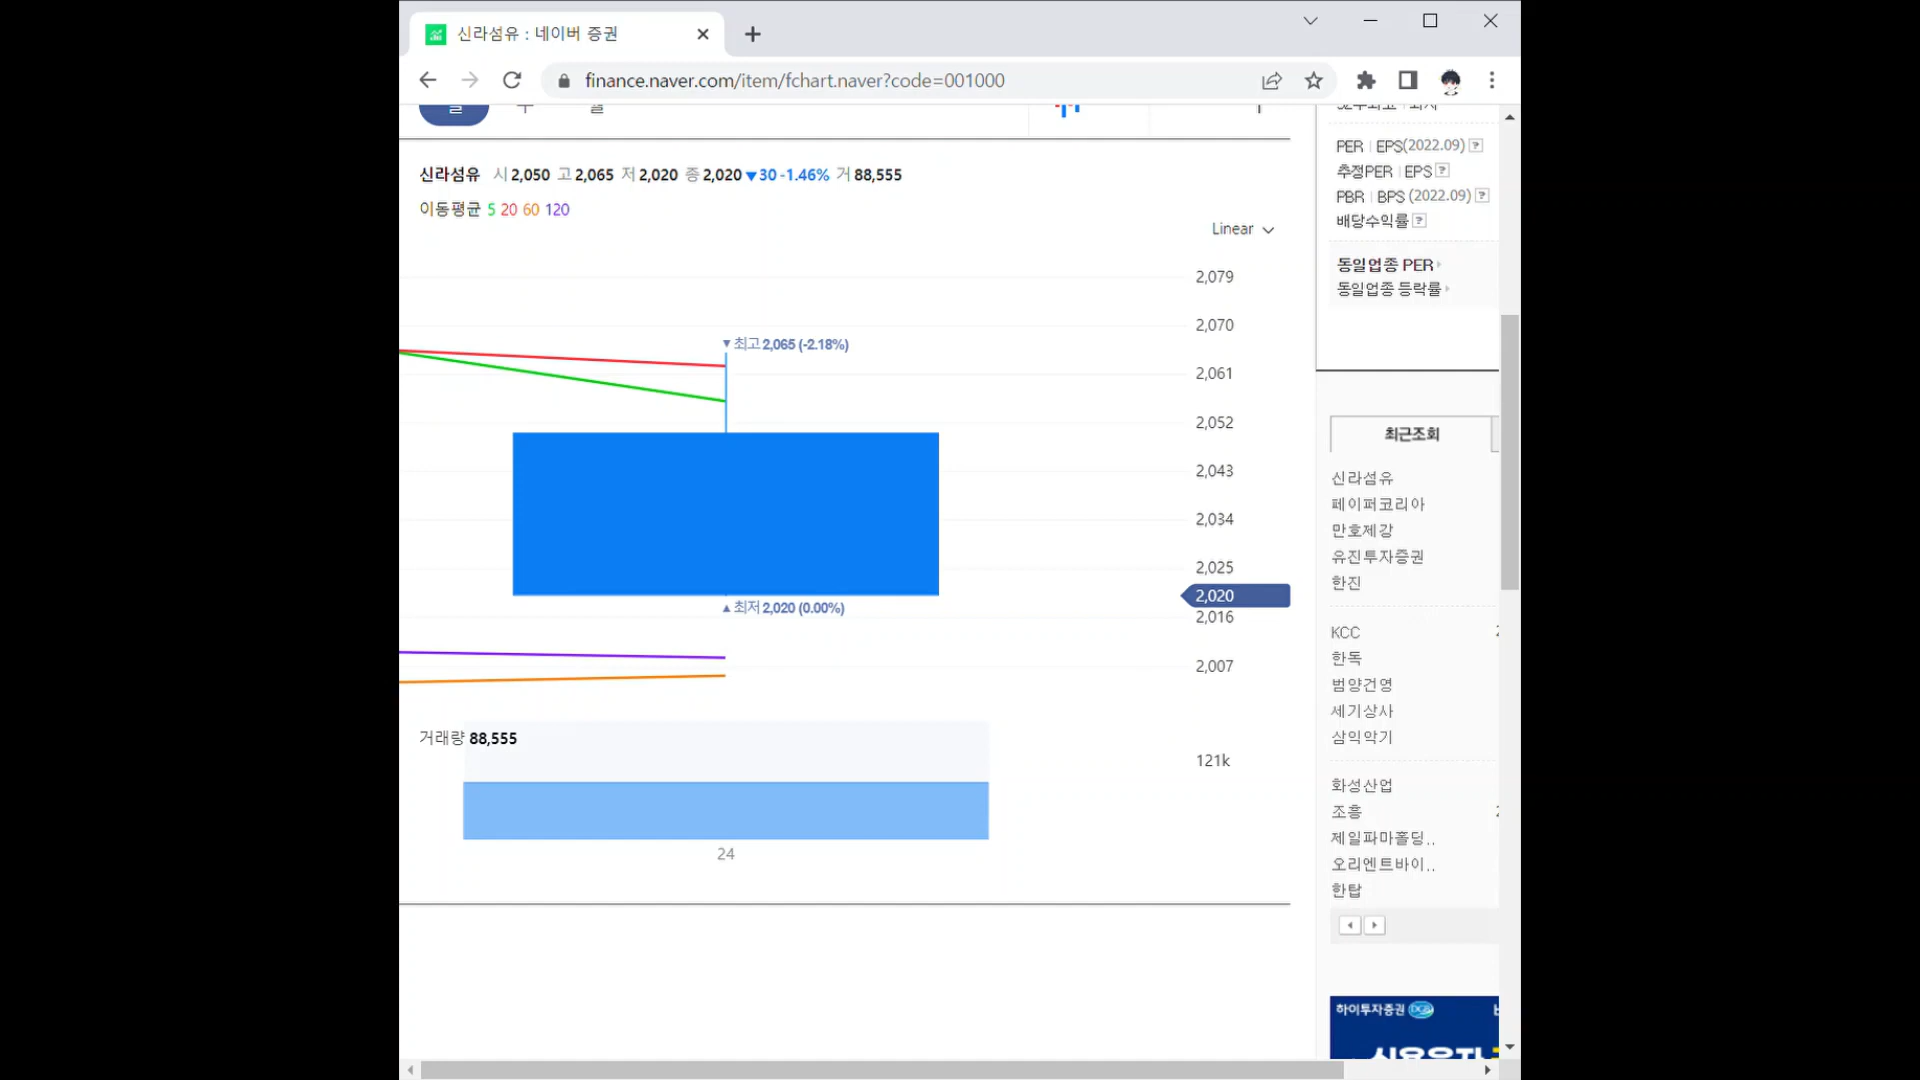 신라섬유 : 네이버 증권
finance.naver.com/item/fchart.naver?code=001000
일 주 월
신라섬유 시 2,050 고 2,065 저 2,020 종 2,020 ▼30 -1.46% 거 88,555
이동평균 5 20 60 120
Linear
2,079
2,070
▼최고 2,065 (-2.18%)
2,061
2,052
2,043
2,034
2,025
2,020
▲최저 2,020 (0.00%)
2,016
2,007
거래량 88,555
121k
24
PER | EPS(2022.09) ?
추정PER | EPS ?
PBR | BPS (2022.09) ?
배당수익률 ?
동일업종 PER
동일업종 등락률
최근조회
신라섬유
페이퍼코리아
만호제강
유진투자증권
한진
KCC
한독
범양건영
세기상사
삼익악기
화성산업
조흥
제일파마홀딩..
오리엔트바이..
한탑
하이투자증권 DGB